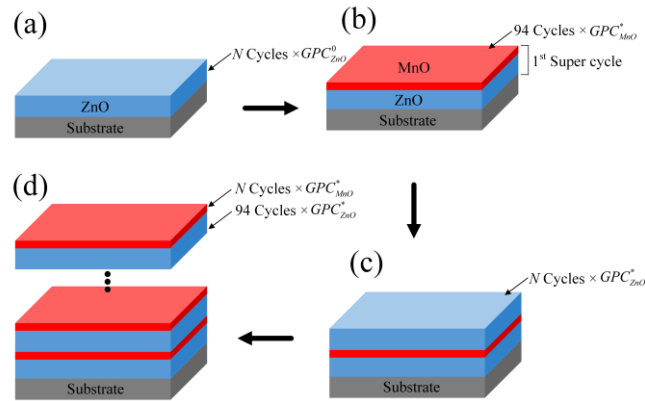 (a)
N Cycles × GPC⁰ZnO
ZnO
Substrate
(b)
94 Cycles × GPC*MnO
1st Super cycle
MnO
ZnO
Substrate
(d)
N Cycles × GPC*MnO
94 Cycles × GPC*ZnO
Substrate
(c)
N Cycles × GPC*ZnO
Substrate